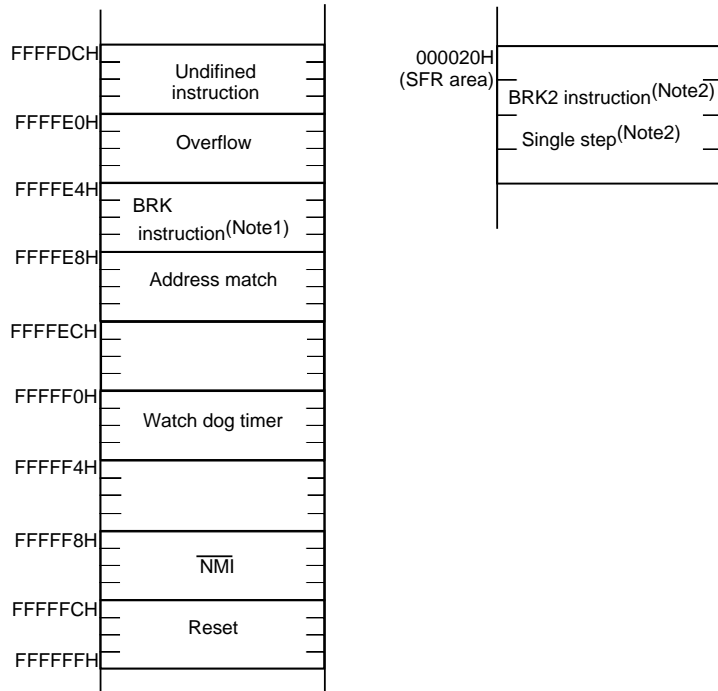 FFFFDCH
Undifined
instruction
FFFFE0H
Overflow
FFFFE4H
BRK
instruction(Note1)
FFFFE8H
Address match
FFFFECH
FFFFF0H
Watch dog timer
FFFFF4H
FFFFF8H
NMI
FFFFFCH
Reset
FFFFFFH
000020H
(SFR area)
BRK2 instruction(Note2)
Single step(Note2)